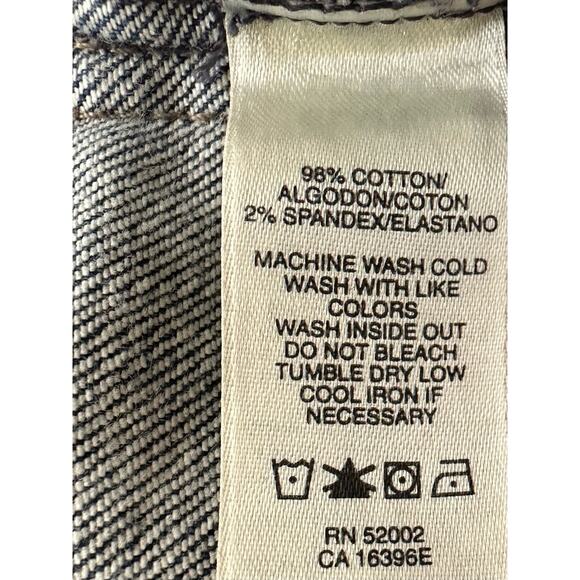 98% COTTON/
ALGODON/COTON
2% SPANDEX/ELASTANO
MACHINE WASH COLD
WASH WITH LIKE
COLORS
WASH INSIDE OUT
DO NOT BLEACH
TUMBLE DRY LOW
COOL IRON IF
NECESSARY
RN 52002
CA 16396E